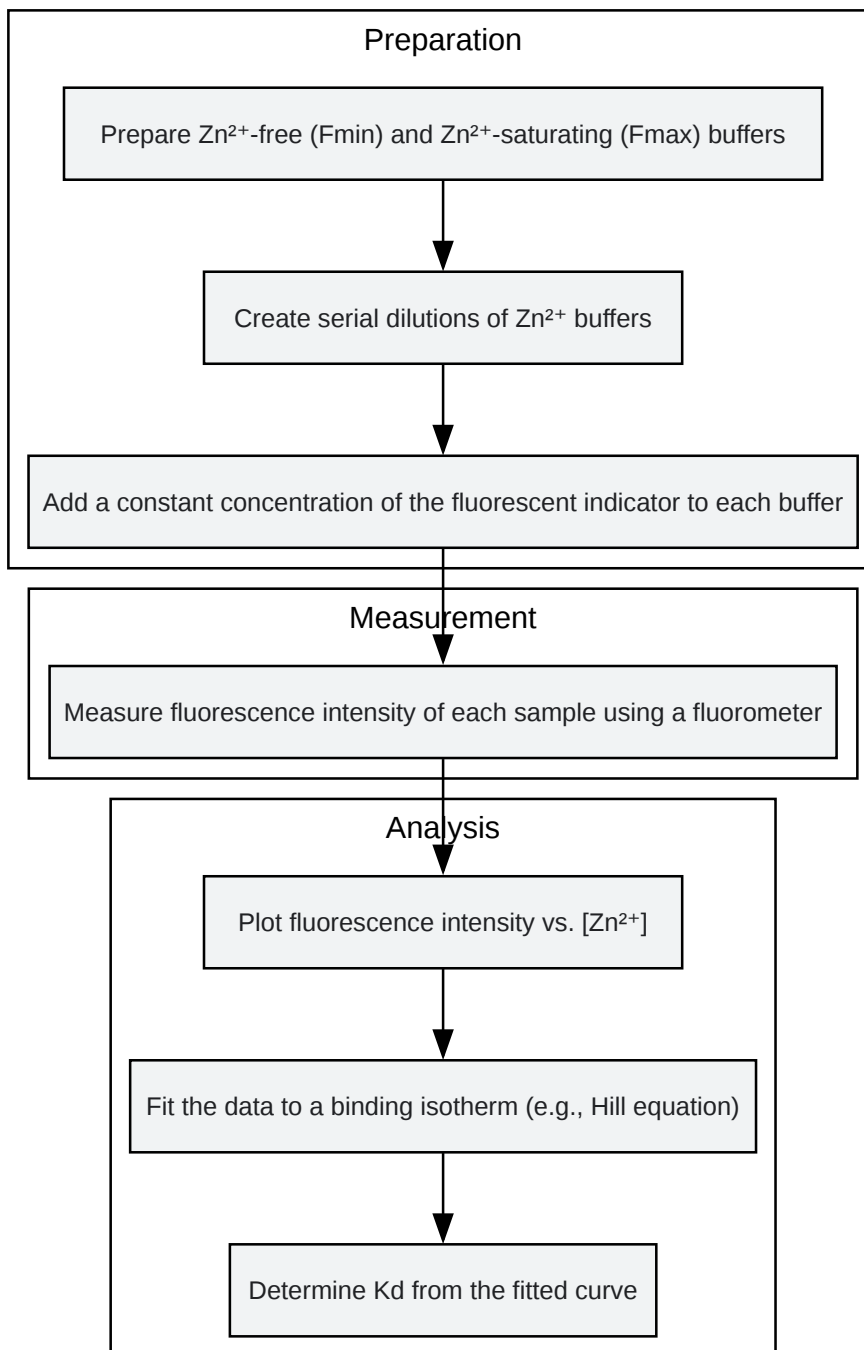 Preparation
Prepare Zn²⁺-free (Fmin) and Zn²⁺-saturating (Fmax) buffers
Create serial dilutions of Zn²⁺ buffers
Add a constant concentration of the fluorescent indicator to each buffer
Measurement
Measure fluorescence intensity of each sample using a fluorometer
Analysis
Plot fluorescence intensity vs. [Zn²⁺]
Fit the data to a binding isotherm (e.g., Hill equation)
Determine Kd from the fitted curve